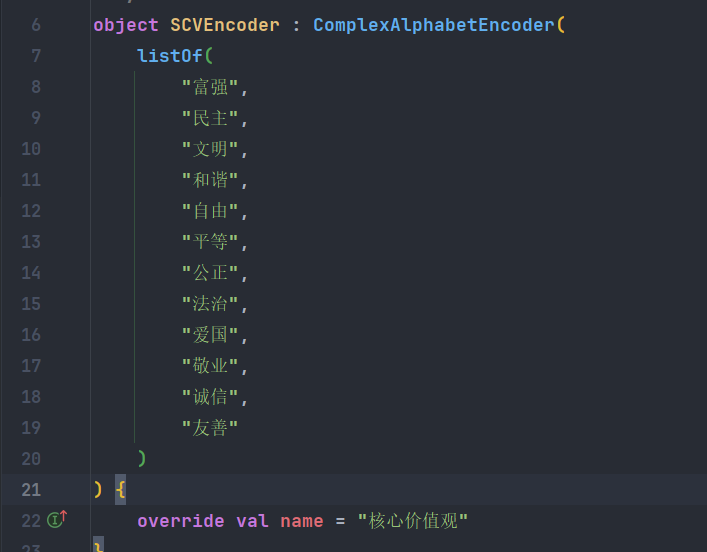 6 object SCVEncoder : ComplexAlphabetEncoder(
7 listOf(
8 "富强",
9 "民主",
10 "文明",
11 "和谐",
12 "自由",
13 "平等",
14 "公正",
15 "法治",
16 "爱国",
17 "敬业",
18 "诚信",
19 "友善"
20 )
21 ) {
22 override val name = "核心价值观"
23 }